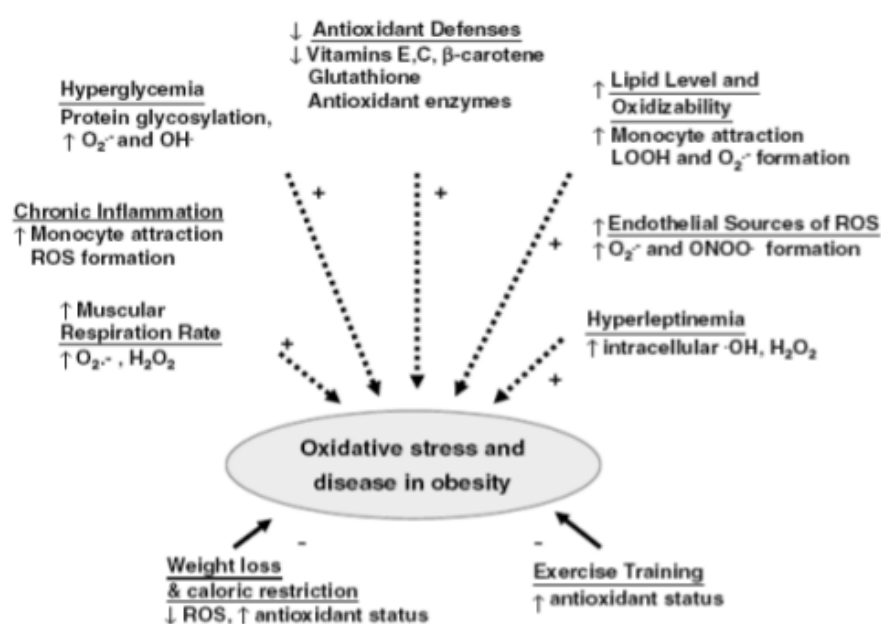 ↓ Antioxidant Defenses
↓ Vitamins E,C, β-carotene
Glutathione
Antioxidant enzymes
Hyperglycemia
Protein glycosylation,
↑ O₂·⁻ and OH·
↑ Lipid Level and
Oxidizability
↑ Monocyte attraction
LOOH and O₂·⁻ formation
Chronic Inflammation
↑ Monocyte attraction
ROS formation
↑ Endothelial Sources of ROS
↑ O₂·⁻ and ONOO· formation
↑ Muscular
Respiration Rate
↑ O₂·⁻ , H₂O₂
Hyperleptinemia
↑ intracellular ·OH, H₂O₂
+
+
+
+
+
Oxidative stress and
disease in obesity
-
-
Weight loss
& caloric restriction
↓ ROS, ↑ antioxidant status
Exercise Training
↑ antioxidant status